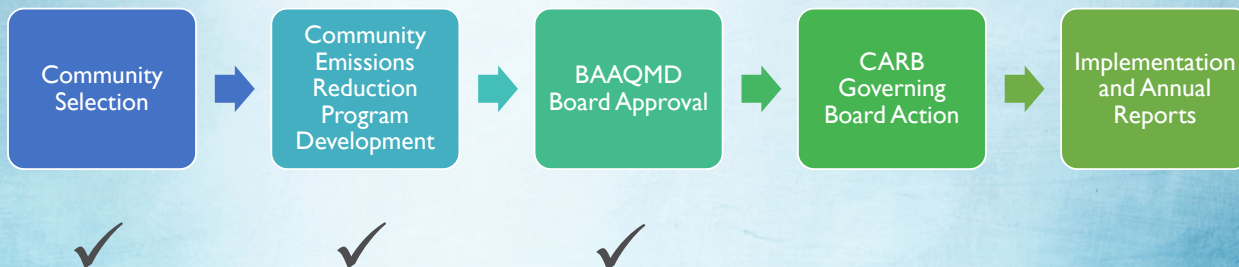 Community
Selection
Community
Emissions
Reduction
Program
Development
BAAQMD
Board Approval
CARB
Governing
Board Action
Implementation
and Annual
Reports
✓
✓
✓